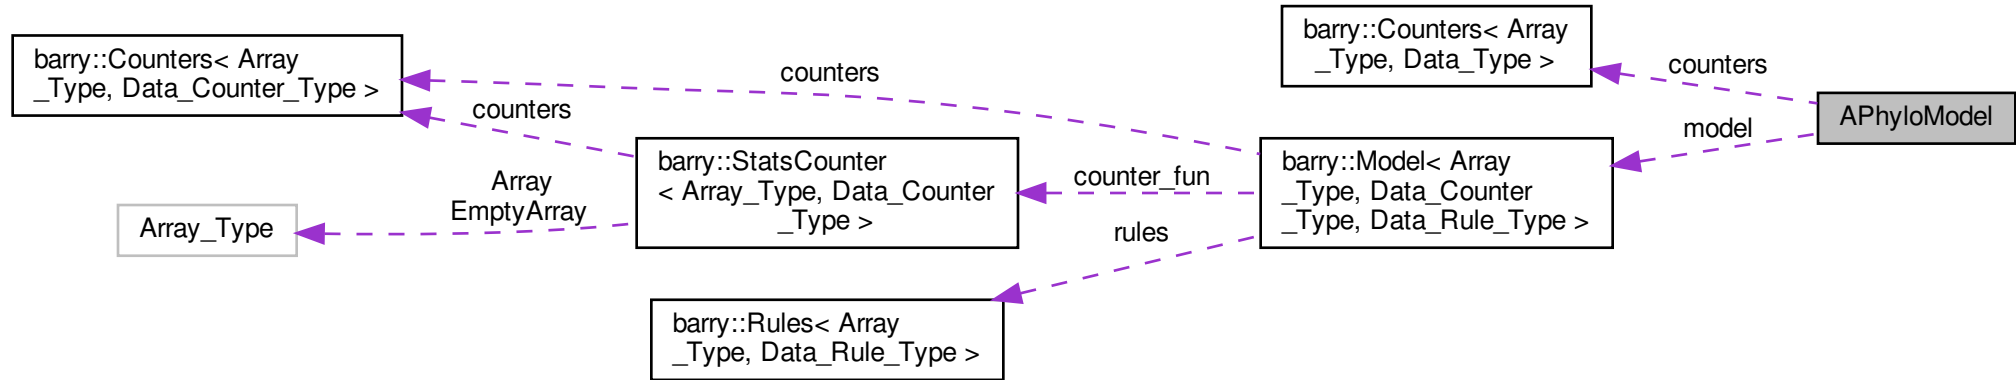 barry::Counters< Array
_Type, Data_Counter_Type >
counters
counters
Array
EmptyArray
Array_Type
barry::StatsCounter
< Array_Type, Data_Counter
_Type >
counter_fun
rules
barry::Rules< Array
_Type, Data_Rule_Type >
barry::Counters< Array
_Type, Data_Type >
barry::Model< Array
_Type, Data_Counter
_Type, Data_Rule_Type >
counters
model
APhyloModel